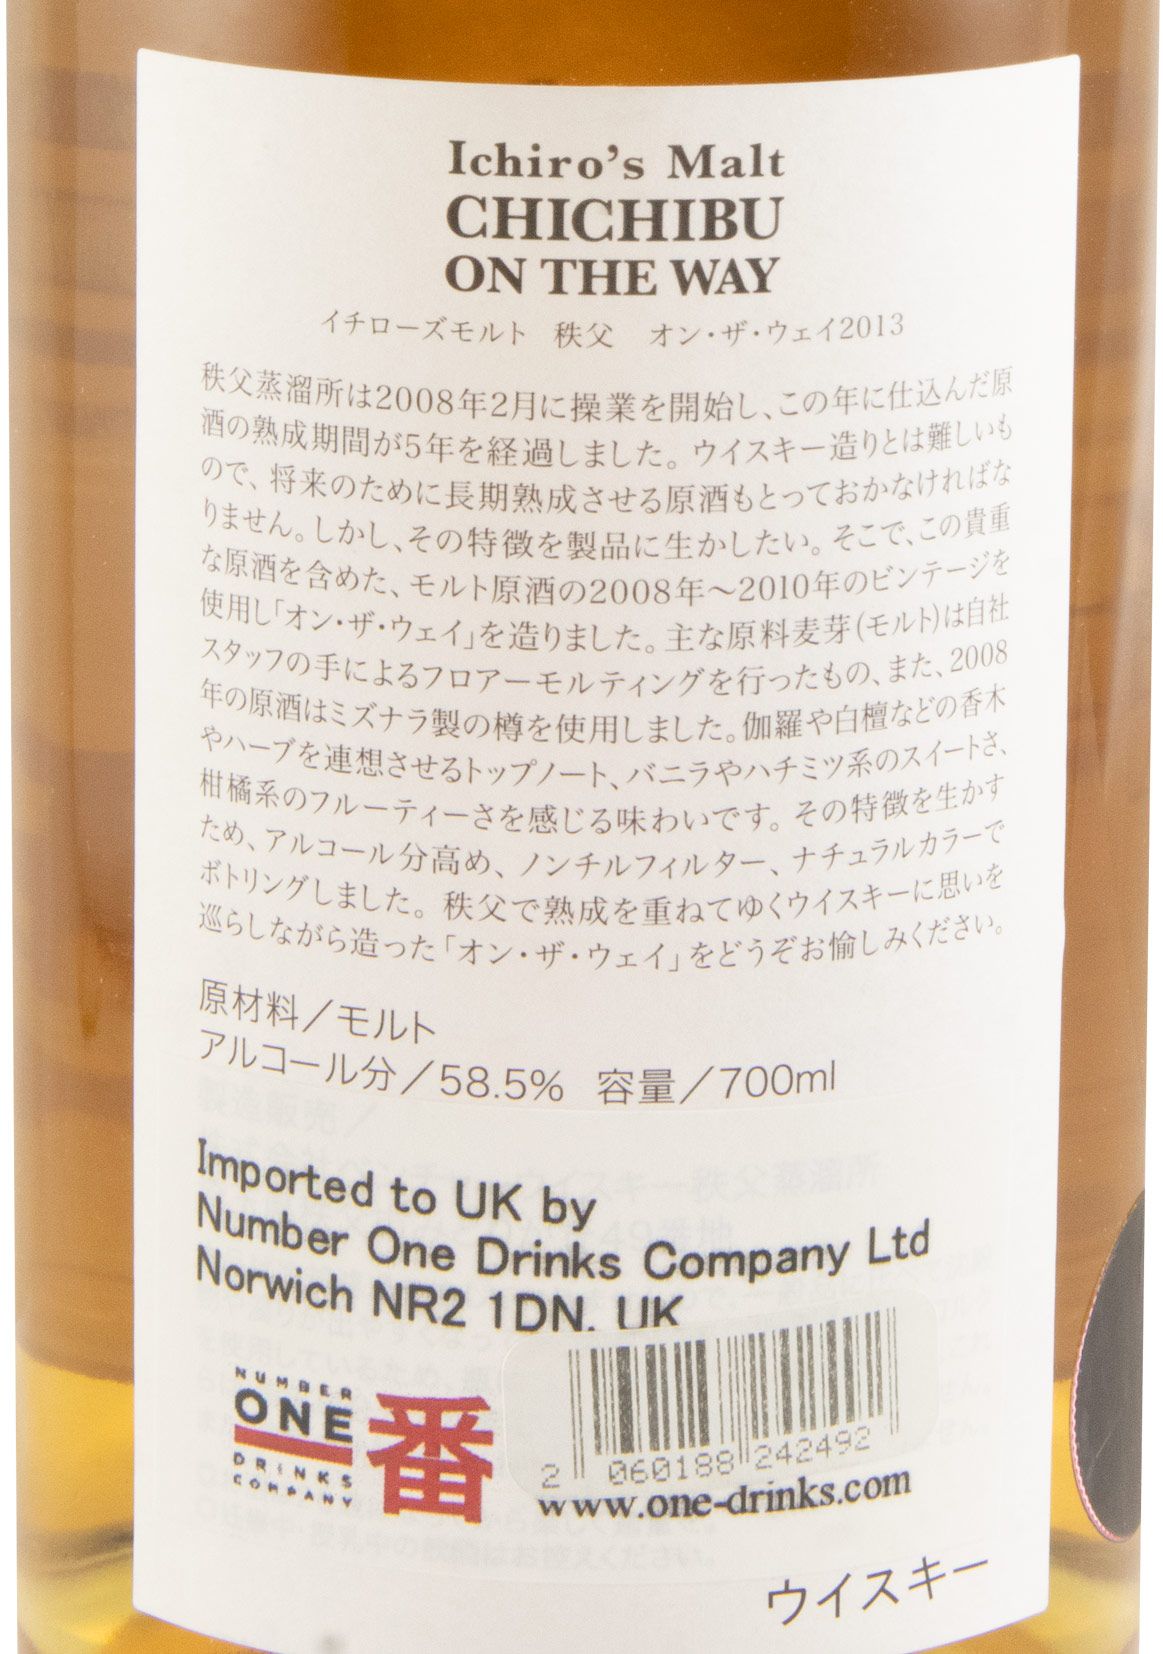 Ichiro's Malt
CHICHIBU
ON THE WAY
イチローズモルト 秩父 オン・ザ・ウェイ2013
秩父蒸溜所は2008年2月に操業を開始し、この年に仕込んだ原
酒の熟成期間が5年を経過しました。ウイスキー造りとは難しいも
ので、将来のために長期熟成させる原酒もとっておかなければな
りません。しかし、その特徴を製品に生かしたい。そこで、この貴重
な原酒を含めた、モルト原酒の2008年〜2010年のビンテージを
使用し「オン・ザ・ウェイ」を造りました。主な原料麦芽(モルト)は自社
スタッフの手によるフロアーモルティングを行ったもの、また、2008
年の原酒はミズナラ製の樽を使用しました。伽羅や白檀などの香木
やハーブを連想させるトップノート、バニラやハチミツ系のスイートさ、
柑橘系のフルーティーさを感じる味わいです。その特徴を生かす
ため、アルコール分高め、ノンチルフィルター、ナチュラルカラーで
ボトリングしました。秩父で熟成を重ねてゆくウイスキーに思いを
巡らしながら造った「オン・ザ・ウェイ」をどうぞお愉しみください。
原材料／モルト
アルコール分／58.5% 容量／700ml
Imported to UK by
Number One Drinks Company Ltd
Norwich NR2 1DN. UK
NUMBER
ONE
DRiNKS
COMPANY
番
2 060188 242492
www.one-drinks.com
ウイスキー